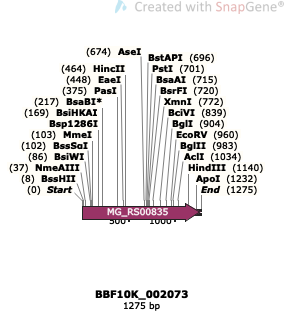 Created with SnapGene®
(674) AseI
BstAPI (696)
(464) HincII
PstI (701)
(448) EaeI
BsaAI (715)
(375) PasI
BsrFI (720)
(217) BsaBI*
XmnI (772)
(169) BsiHKAI
BciVI (839)
Bsp1286I
BglI (904)
(103) MmeI
EcoRV (960)
(102) BssSαI
BglII (983)
(86) BsiWI
AclI (1034)
(37) NmeAIII
HindIII (1140)
(8) BssHII
ApoI (1232)
(0) Start
End (1275)
MG_RS00835
500
1000
BBF10K_002073
1275 bp